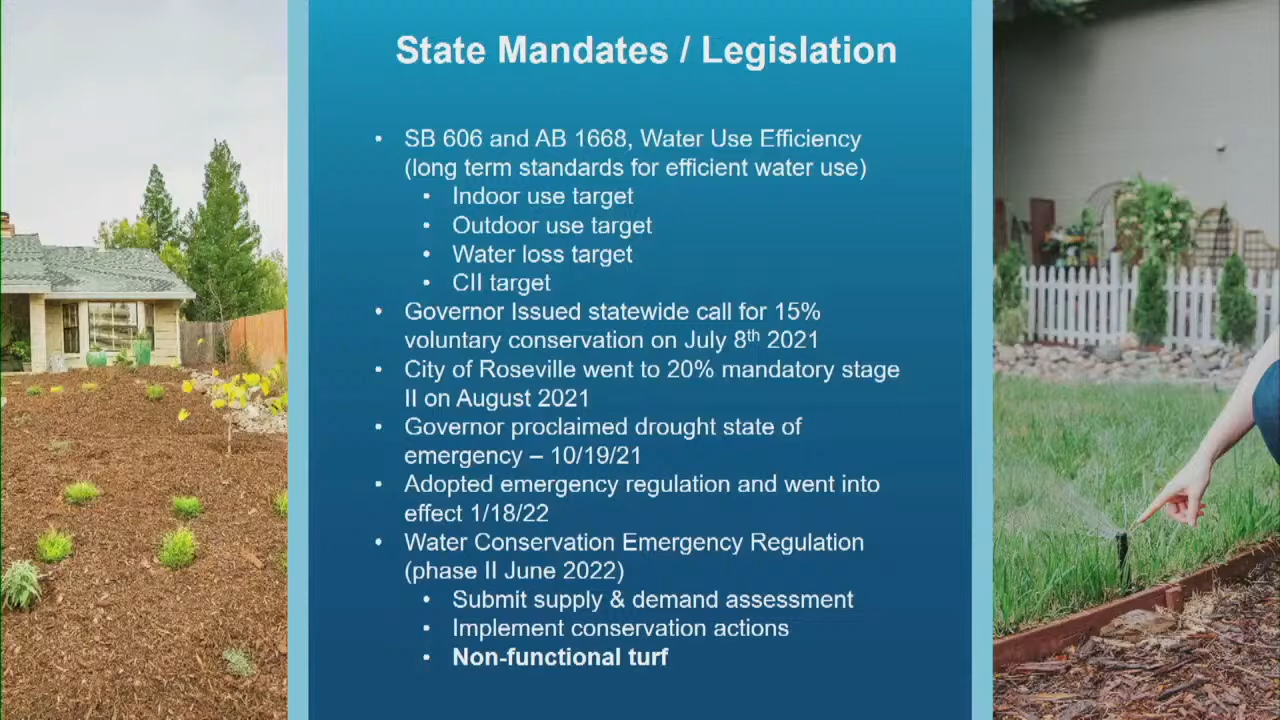 State Mandates / Legislation
• SB 606 and AB 1668, Water Use Efficiency
(long term standards for efficient water use)
• Indoor use target
• Outdoor use target
• Water loss target
• CII target
• Governor Issued statewide call for 15%
voluntary conservation on July 8th 2021
• City of Roseville went to 20% mandatory stage
II on August 2021
• Governor proclaimed drought state of
emergency – 10/19/21
• Adopted emergency regulation and went into
effect 1/18/22
• Water Conservation Emergency Regulation
(phase II June 2022)
• Submit supply & demand assessment
• Implement conservation actions
• Non-functional turf